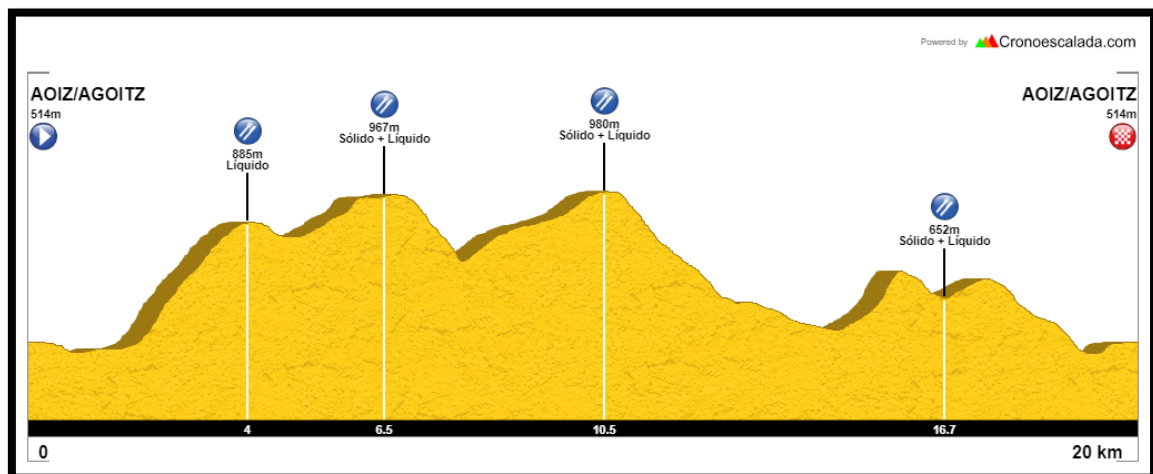 Powered by Cronoescalada.com
AOIZ/AGOITZ
514m
885m
Líquido
967m
Sólido + Líquido
980m
Sólido + Líquido
652m
Sólido + Líquido
AOIZ/AGOITZ
514m
4
6.5
10.5
16.7
0
20 km